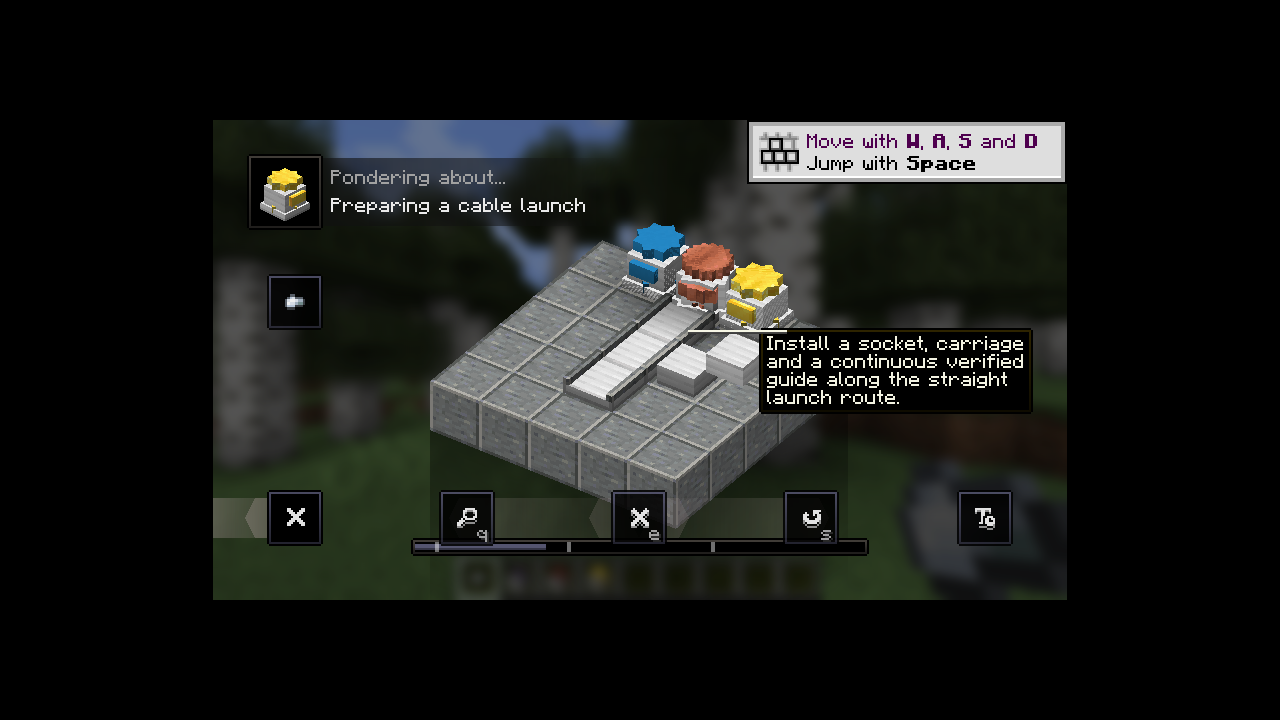 Move with W, A, S and D
Jump with Space
Pondering about...
Preparing a cable launch
Install a socket, carriage
and a continuous verified
guide along the straight
launch route.
q
e
s